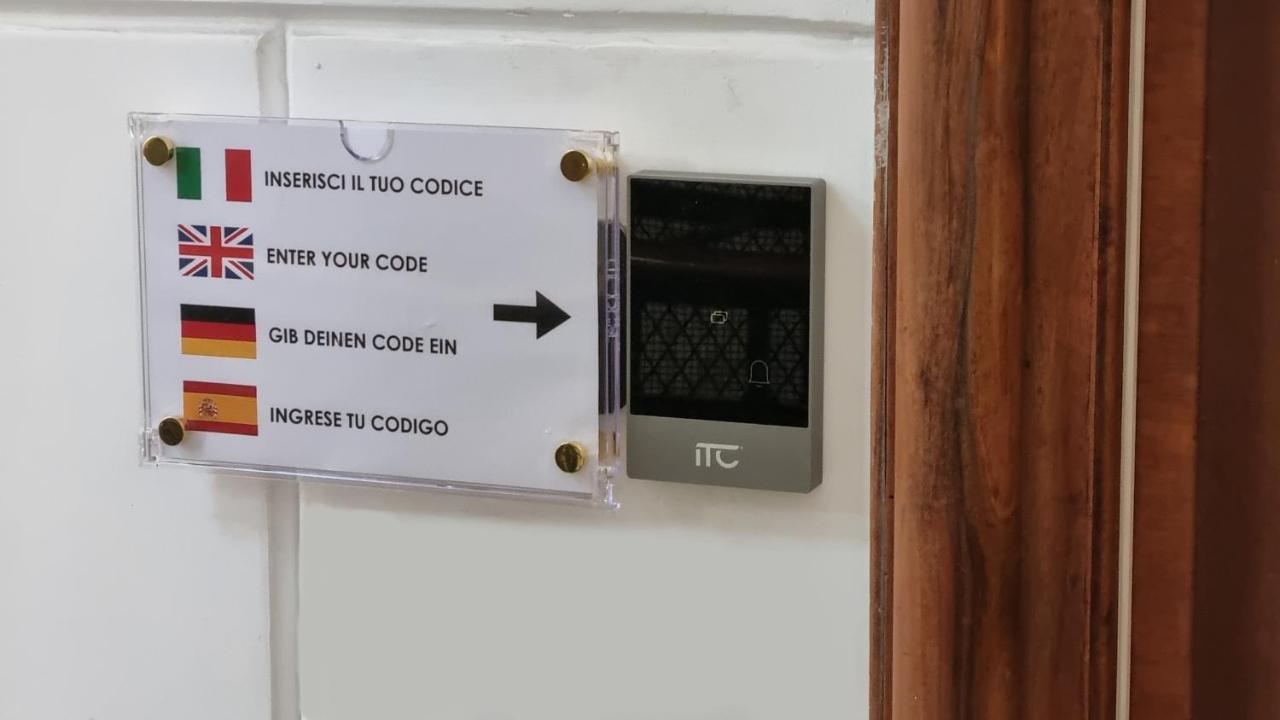 INSERISCI IL TUO CODICE
ENTER YOUR CODE
GIB DEINEN CODE EIN
INGRESE TU CODIGO
iTC